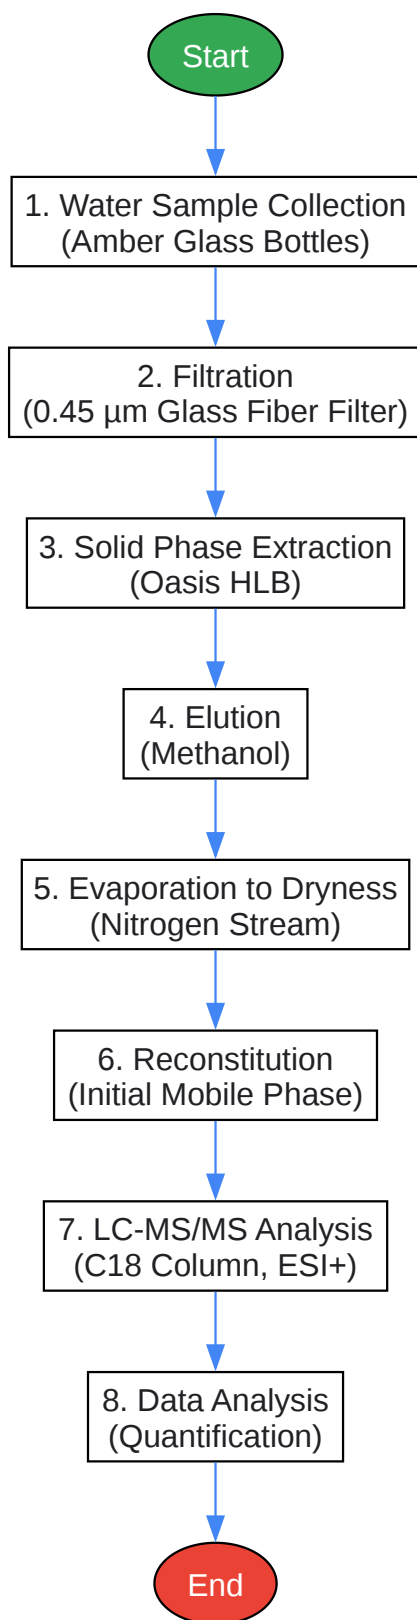 Start
1. Water Sample Collection
(Amber Glass Bottles)
2. Filtration
(0.45 µm Glass Fiber Filter)
3. Solid Phase Extraction
(Oasis HLB)
4. Elution
(Methanol)
5. Evaporation to Dryness
(Nitrogen Stream)
6. Reconstitution
(Initial Mobile Phase)
7. LC-MS/MS Analysis
(C18 Column, ESI+)
8. Data Analysis
(Quantification)
End